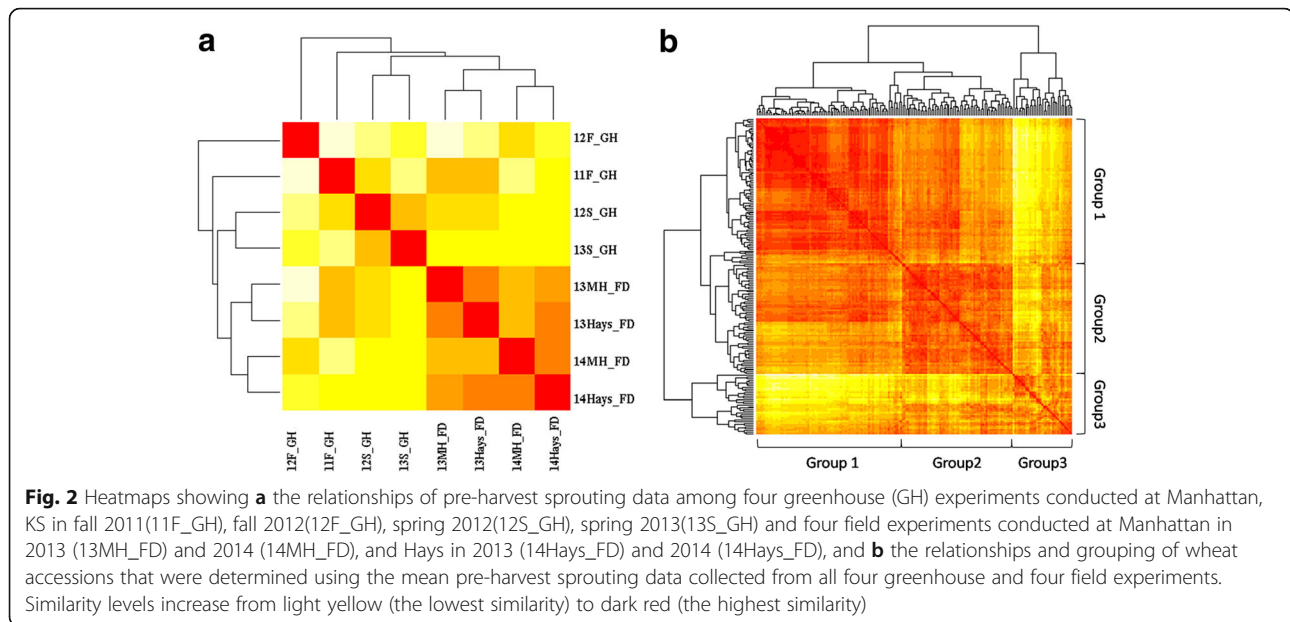 a
b
12F_GH
11F_GH
12S_GH
13S_GH
13MH_FD
13Hays_FD
14MH_FD
14Hays_FD
12F_GH
11F_GH
12S_GH
13S_GH
13MH_FD
13Hays_FD
14MH_FD
14Hays_FD
Group 1
Group2
Group3
Group 1
Group2
Group3
Fig. 2 Heatmaps showing a the relationships of pre-harvest sprouting data among four greenhouse (GH) experiments conducted at Manhattan,
KS in fall 2011(11F_GH), fall 2012(12F_GH), spring 2012(12S_GH), spring 2013(13S_GH) and four field experiments conducted at Manhattan in
2013 (13MH_FD) and 2014 (14MH_FD), and Hays in 2013 (14Hays_FD) and 2014 (14Hays_FD), and b the relationships and grouping of wheat
accessions that were determined using the mean pre-harvest sprouting data collected from all four greenhouse and four field experiments.
Similarity levels increase from light yellow (the lowest similarity) to dark red (the highest similarity)